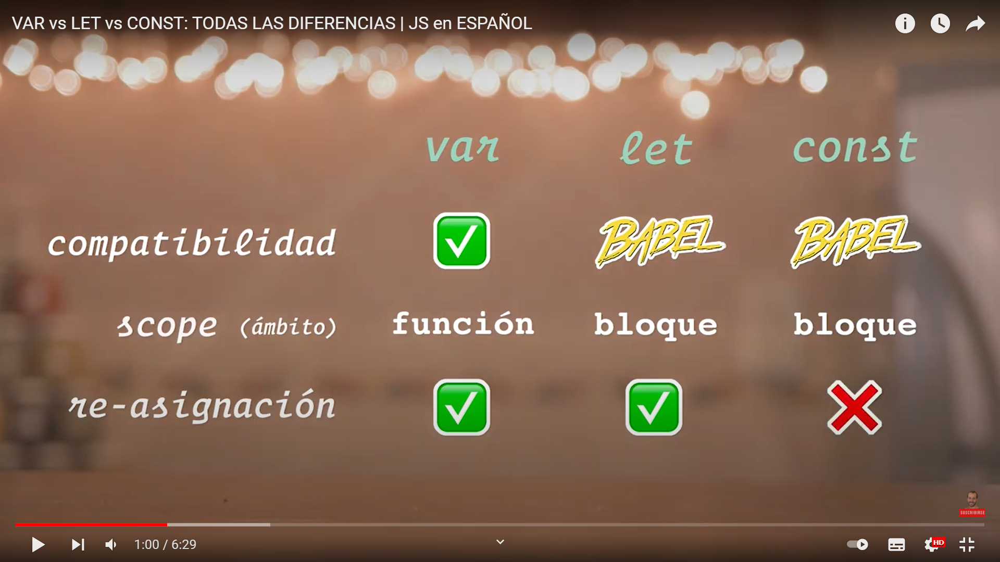 VAR vs LET vs CONST: TODAS LAS DIFERENCIAS | JS en ESPAÑOL
var let const
compatibilidad BABEL BABEL
scope (ámbito) función bloque bloque
re-asignación
SUSCRIBIRSE
1:00 / 6:29
HD